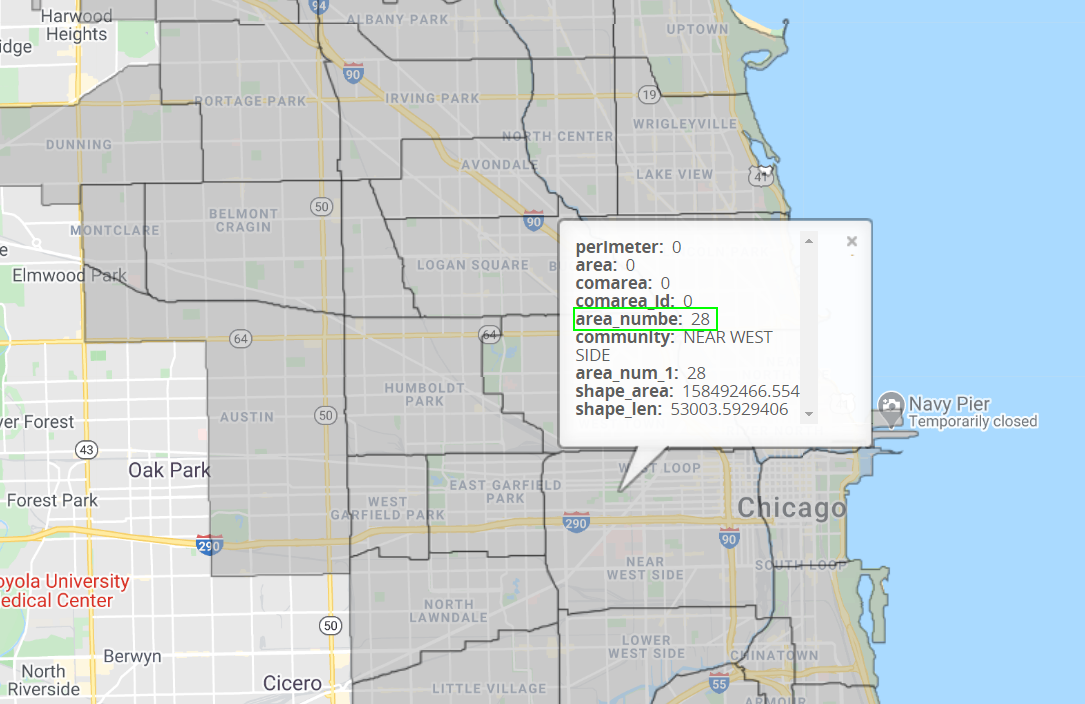 Harwood
Heights
idge
94
ALBANY PARK
UPTOWN
90
PORTAGE PARK
IRVING PARK
19
WRIGLEYVILLE
NORTH CENTER
DUNNING
AVONDALE
LAKE VIEW
41
50
BELMONT
CRAGIN
MONTCLARE
90
e
Elmwood Park
LOGAN SQUARE
perimeter: 0
area: 0
comarea: 0
comarea_id: 0
area_numbe: 28
community: NEAR WEST
SIDE
area_num_1: 28
shape_area: 158492466.554
shape_len: 53003.5929406
64
64
HUMBOLDT
PARK
AUSTIN
50
Navy Pier
Temporarily closed
ver Forest
43
Oak Park
WEST LOOP
EAST GARFIELD
PARK
WEST
GARFIELD PARK
Forest Park
Chicago
290
290
90
NEAR
WEST SIDE
SOUTH LOOP
oyola University
edical Center
NORTH
LAWNDALE
50
LOWER
WEST SIDE
CHINATOWN
Berwyn
North
Riverside
Cicero
LITTLE VILLAGE
55
ARMOUR